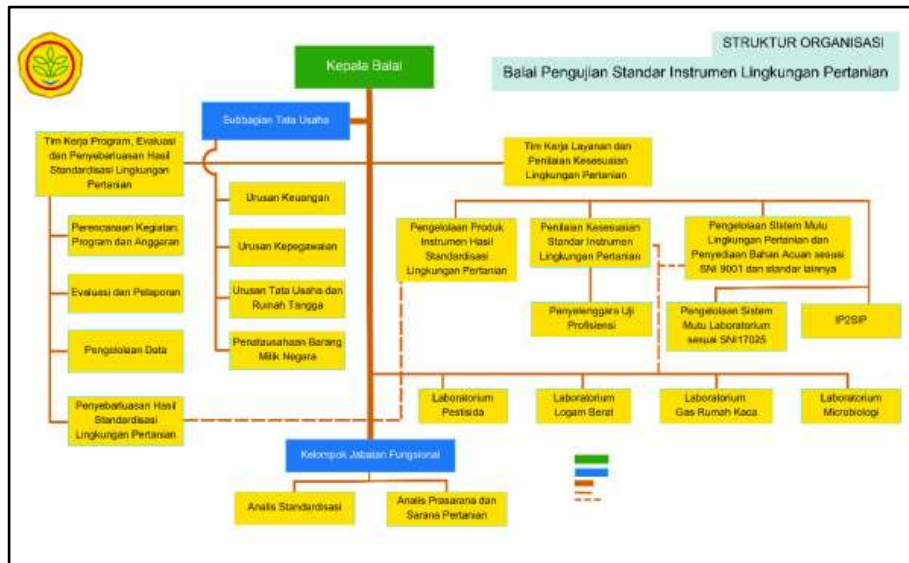 STRUKTUR ORGANISASI
Balai Pengujian Standar Instrumen Lingkungan Pertanian
Kepala Balai
Subbagian Tata Usaha
Tim Kerja Program, Evaluasi
dan Penyebarluasan Hasil
Standardisasi Lingkungan
Pertanian
Tim Kerja Layanan dan
Penilaian Kesesuaian
Lingkungan Pertanian
Perencanaan Kegiatan,
Program dan Anggaran
Evaluasi dan Pelaporan
Pengelolaan Data
Penyebarluasan Hasil
Standardisasi
Lingkungan Pertanian
Urusan Keuangan
Urusan Kepegawaian
Urusan Tata Usaha dan
Rumah Tangga
Penatausahaan Barang
Milik Negara
Pengelolaan Produk
Instrumen Hasil
Standardisasi
Lingkungan Pertanian
Penilaian Kesesuaian
Standar Instrumen
Lingkungan Pertanian
Pengelolaan Sistem Mutu
Lingkungan Pertanian dan
Penyediaan Bahan Acuan sesuai
SNI 9001 dan standar lainnya
Penyelenggara Uji
Profisiensi
Pengelolaan Sistem
Mutu Laboratorium
sesuai SNI17025
IP2SIP
Laboratorium
Pestisida
Laboratorium
Logam Berat
Laboratorium
Gas Rumah Kaca
Laboratorium
Microbiologi
Kelompok Jabatan Fungsional
Analis Standardisasi
Analis Prasarana dan
Sarana Pertanian